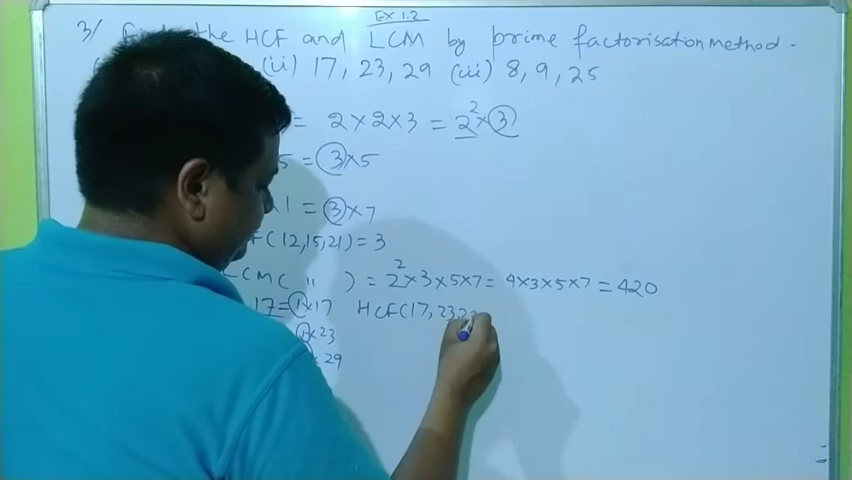 EX 1.2
3/ the HCF and LCM by prime factorisation method.
(ii) 17, 23, 29 (iii) 8, 9, 25
= 2×2×3 = 2²×3
5 = 3×5
1 = 3×7
F(12,15,21) = 3
LCM( " ) = 2²×3×5×7 = 4×3×5×7 = 420
17 = 1×17 HCF(17, 23, 2
1×23
× 29